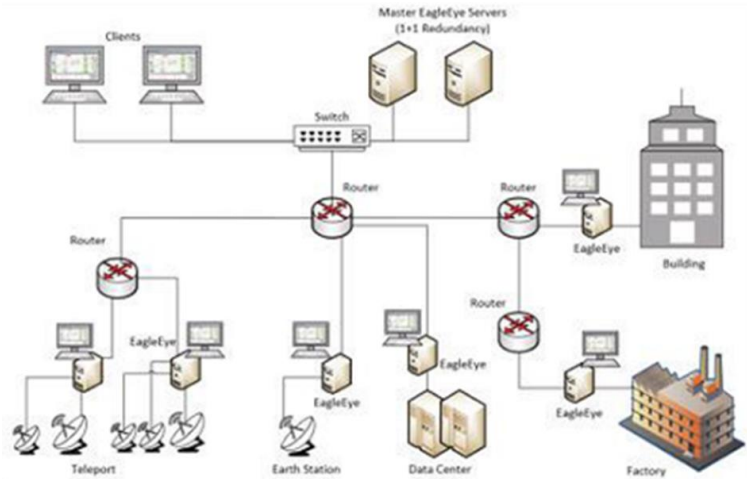 Master EagleEye Servers
(1+1 Redundancy)
Clients
Switch
Router
Router
Router
EagleEye
Building
Router
EagleEye
EagleEye
EagleEye
EagleEye
Teleport
Earth Station
Data Center
Factory